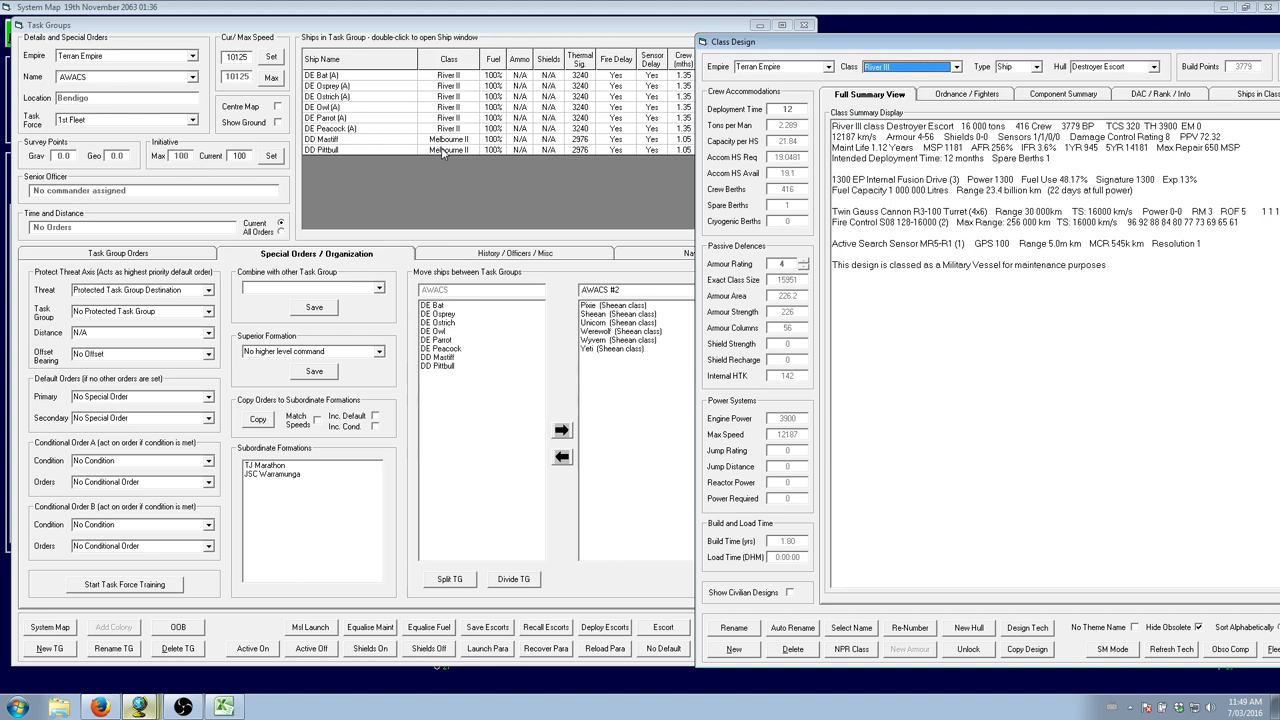 System Map 19th November 2063 01:36
Task Groups
Details and Special Orders
Empire Terran Empire
Name AWACS
Location Bendigo
Task Force 1st Fleet
Cur/ Max Speed
10125 Set
10125 Max
Centre Map
Show Ground
Survey Points
Grav 0.0 Geo 0.0
Initiative
Max 100 Current 100 Set
Senior Officer
No commander assigned
Time and Distance
No Orders
Current
All Orders
Ships in Task Group - double-click to open Ship window
Ship Name Class Fuel Ammo Shields Thermal Sig. Fire Delay Sensor Delay Crew (mths)
DE Bat (A) River II 100% N/A N/A 3240 Yes Yes 1.35
DE Osprey (A) River II 100% N/A N/A 3240 Yes Yes 1.35
DE Ostrich (A) River II 100% N/A N/A 3240 Yes Yes 1.35
DE Owl (A) River II 100% N/A N/A 3240 Yes Yes 1.35
DE Parrot (A) River II 100% N/A N/A 3240 Yes Yes 1.35
DE Peacock (A) River II 100% N/A N/A 3240 Yes Yes 1.35
DD Mastiff Melbourne II 100% N/A N/A 2976 Yes Yes 1.05
DD Pittbull Melbourne II 100% N/A N/A 2976 Yes Yes 1.05
Task Group Orders
Special Orders / Organization
History / Officers / Misc
Protect Threat Axis (Acts as highest priority default order)
Threat Protected Task Group Destination
Task Group No Protected Task Group
Distance N/A
Offset Bearing No Offset
Default Orders (if no other orders are set)
Primary No Special Order
Secondary No Special Order
Conditional Order A (act on order if condition is met)
Condition No Condition
Orders No Conditional Order
Conditional Order B (act on order if condition is met)
Condition No Condition
Orders No Conditional Order
Start Task Force Training
Combine with other Task Group
Save
Superior Formation
No higher level command
Save
Copy Orders to Subordinate Formations
Copy Match Speeds Inc. Default
Inc. Cond.
Subordinate Formations
TJ Marathon
JSC Warramunga
Move ships between Task Groups
AWACS
DE Bat
DE Osprey
DE Ostrich
DE Owl
DE Parrot
DE Peacock
DD Mastiff
DD Pittbull
AWACS #2
Pixie (Sheean class)
Sheean (Sheean class)
Unicorn (Sheean class)
Werewolf (Sheean class)
Wyvern (Sheean class)
Yeti (Sheean class)
Split TG Divide TG
System Map Add Colony OOB Msl Launch Equalise Maint Equalise Fuel Save Escorts Recall Escorts Deploy Escorts Escort
New TG Rename TG Delete TG Active On Active Off Shields On Shields Off Launch Para Recover Para Reload Para No Default
Class Design
Empire Terran Empire Class River III Type Ship Hull Destroyer Escort Build Points 3779
Crew Accommodations
Deployment Time 12
Tons per Man 2.289
Capacity per HS 21.84
Accom HS Req 19.0481
Accom HS Avail 19.1
Crew Berths 416
Spare Berths 1
Cryogenic Berths 0
Passive Defences
Armour Rating 4
Exact Class Size 15951
Armour Area 226.2
Armour Strength 226
Armour Columns 56
Shield Strength 0
Shield Recharge 0
Internal HTK 142
Power Systems
Engine Power 3900
Max Speed 12187
Jump Rating 0
Jump Distance 0
Reactor Power 0
Power Required 0
Build and Load Time
Build Time (yrs) 1.80
Load Time (DHM) 0:00:00
Show Civilian Designs
Full Summary View Ordnance / Fighters Component Summary DAC / Rank / Info Ships in Class
Class Summary Display
River III class Destroyer Escort 16 000 tons 416 Crew 3779 BP TCS 320 TH 3900 EM 0
12187 km/s Armour 4-56 Shields 0-0 Sensors 1/1/0/0 Damage Control Rating 8 PPV 72.32
Maint Life 1.12 Years MSP 1181 AFR 256% IFR 3.6% 1YR 945 5YR 14181 Max Repair 650 MSP
Intended Deployment Time: 12 months Spare Berths 1
1300 EP Internal Fusion Drive (3) Power 1300 Fuel Use 48.17% Signature 1300 Exp 13%
Fuel Capacity 1 000 000 Litres Range 23.4 billion km (22 days at full power)
Twin Gauss Cannon R3-100 Turret (4x6) Range 30 000km TS: 16000 km/s Power 0-0 RM 3 ROF 5 1 1 1
Fire Control S08 128-16000 (2) Max Range: 256 000 km TS: 16000 km/s 96 92 88 84 80 77 73 69 65 61
Active Search Sensor MR5-R1 (1) GPS 100 Range 5.0m km MCR 545k km Resolution 1
This design is classed as a Military Vessel for maintenance purposes
Rename Auto Rename Select Name Re-Number New Hull Design Tech No Theme Name Hide Obsolete Sort Alphabetically
New Delete NPR Class New Armour Unlock Copy Design SM Mode Refresh Tech Obso Comp
11:49 AM
7/03/2016